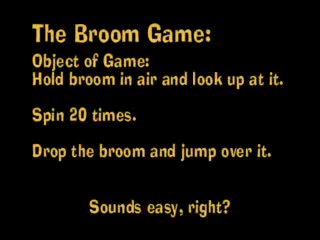 The Broom Game:
Object of Game:
Hold broom in air and look up at it.
Spin 20 times.
Drop the broom and jump over it.
Sounds easy, right?